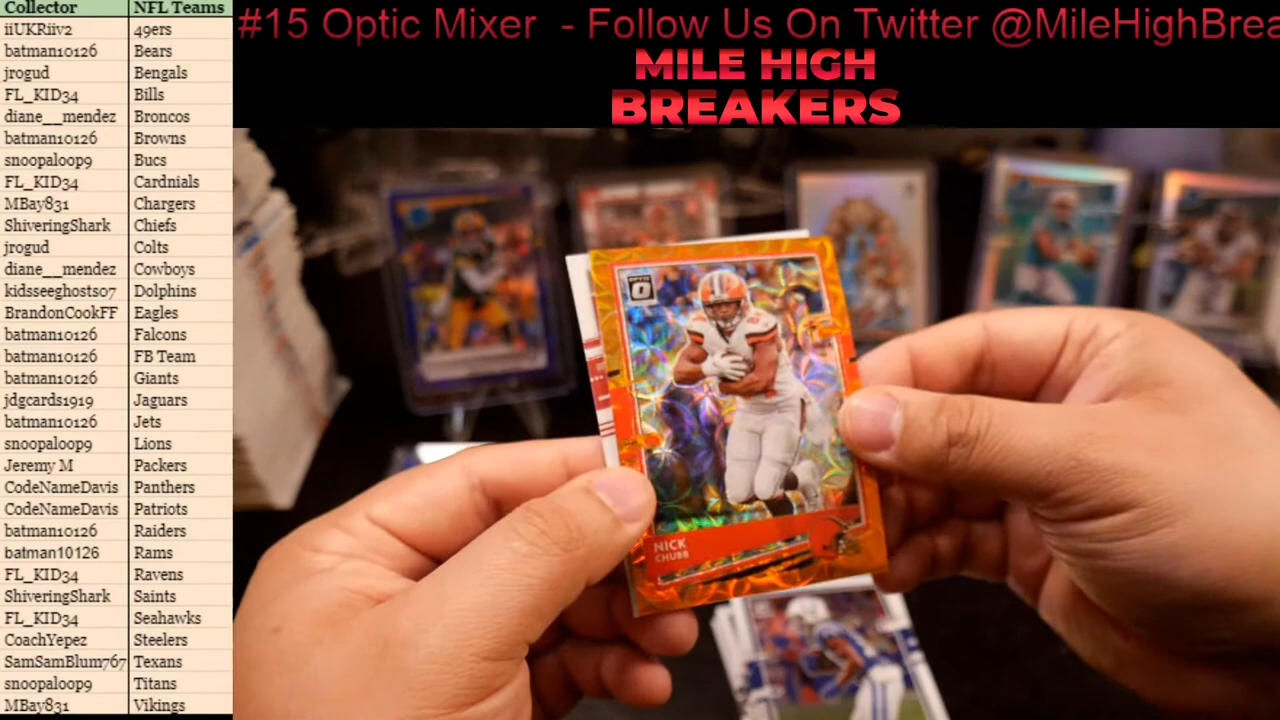 Collector NFL Teams
iiUKRiiv2 49ers
batman10126 Bears
jrogud Bengals
FL_KID34 Bills
diane__mendez Broncos
batman10126 Browns
snoopaloop9 Bucs
FL_KID34 Cardnials
MBay831 Chargers
ShiveringShark Chiefs
jrogud Colts
diane__mendez Cowboys
kidsseeghosts07 Dolphins
BrandonCookFF Eagles
batman10126 Falcons
batman10126 FB Team
batman10126 Giants
jdgcards1919 Jaguars
batman10126 Jets
snoopaloop9 Lions
Jeremy M Packers
CodeNameDavis Panthers
CodeNameDavis Patriots
batman10126 Raiders
batman10126 Rams
FL_KID34 Ravens
ShiveringShark Saints
FL_KID34 Seahawks
CoachYepez Steelers
SamSamBlum767 Texans
snoopaloop9 Titans
MBay831 Vikings
#15 Optic Mixer - Follow Us On Twitter @MileHighBrea
MILE HIGH
BREAKERS
NICK
CHUBB